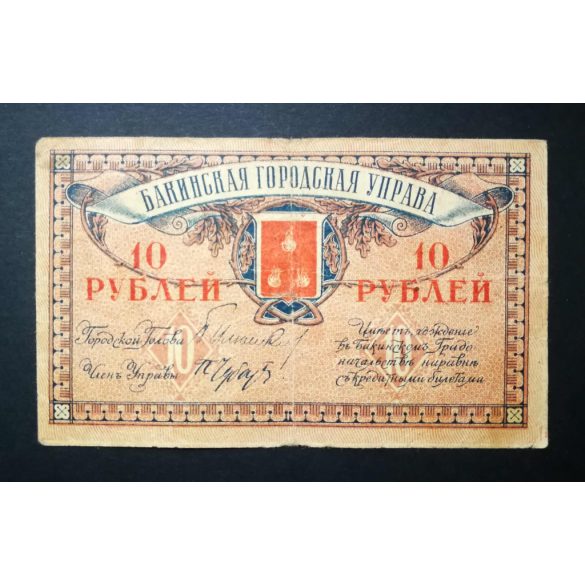 БАКИНСКАЯ ГОРОДСКАЯ УПРАВА
10
РУБЛЕЙ
10
РУБЛЕЙ
Городской Голова
Членъ Управы
10
Имѣетъ хожденіе
въ Бакинскомъ Градо-
начальствѣ наравнѣ
съ кредитными билетами